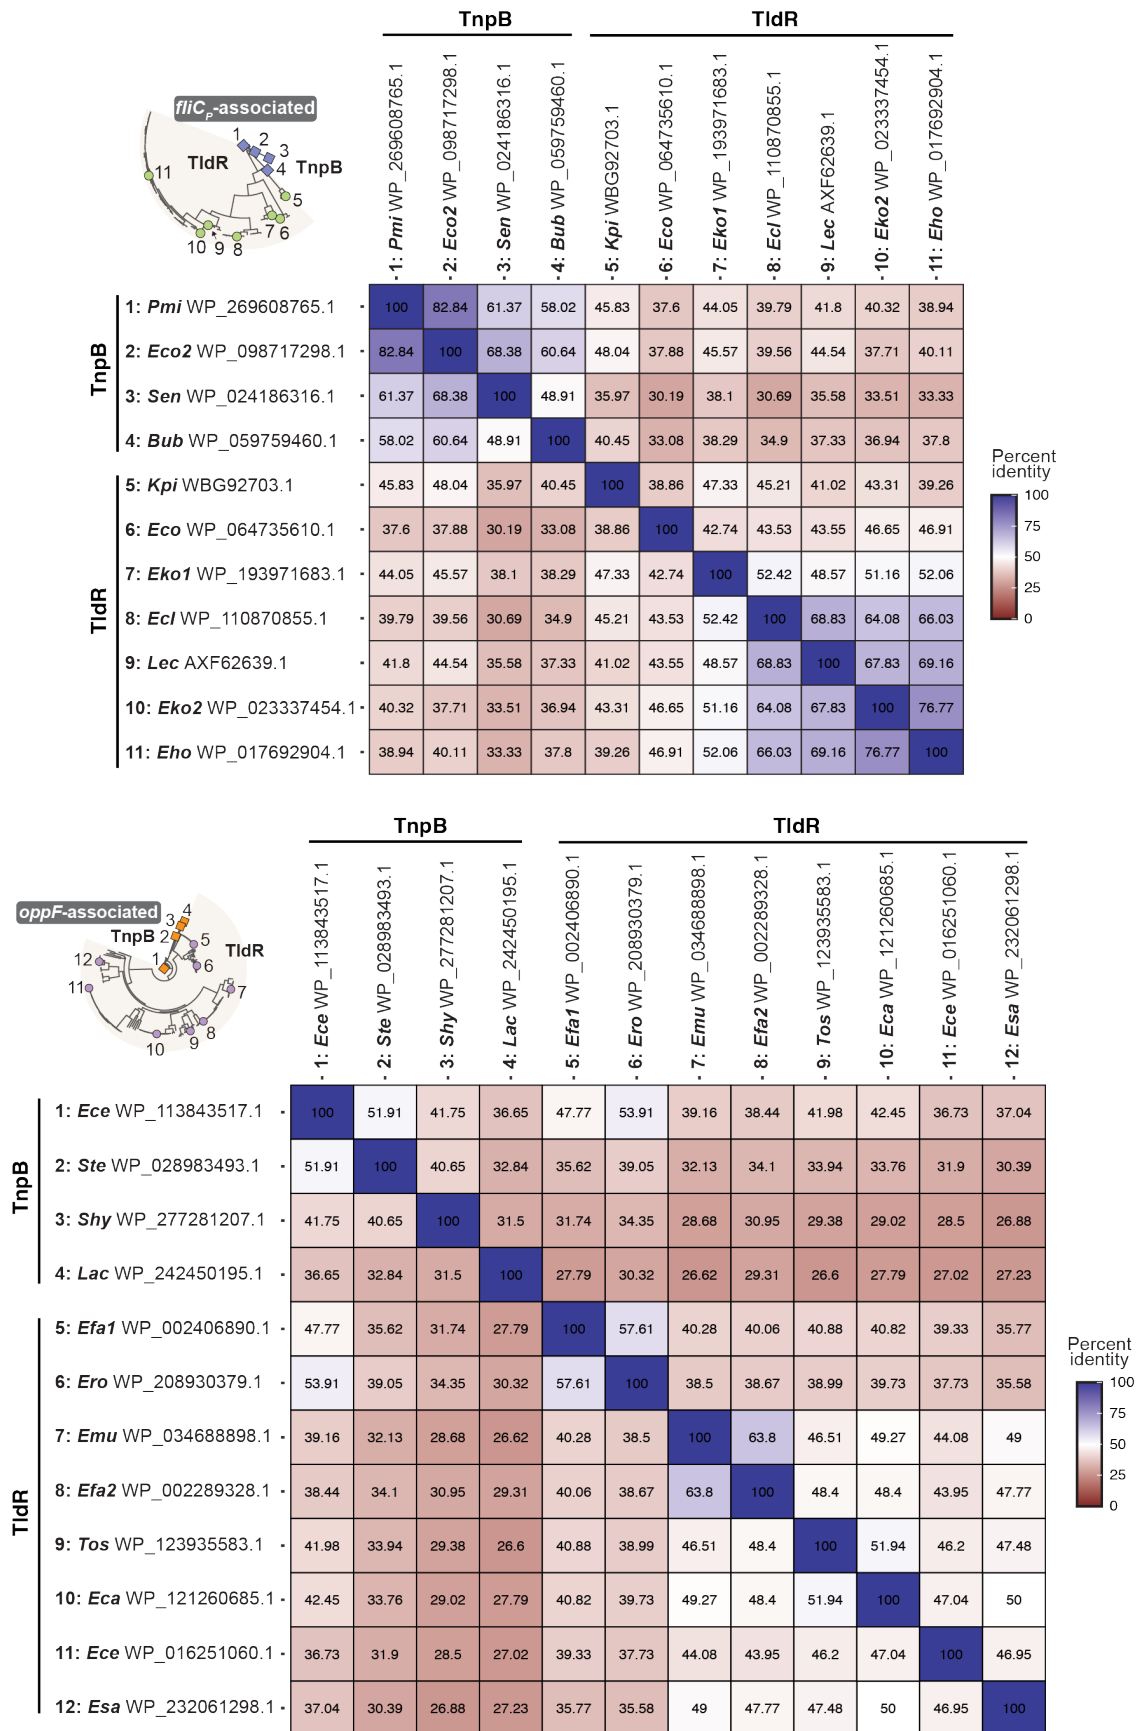 TnpB TldR
1: Pmi WP_269608765.1
2: Eco2 WP_098717298.1
3: Sen WP_024186316.1
4: Bub WP_059759460.1
5: Kpi WBG92703.1
6: Eco WP_064735610.1
7: Eko1 WP_193971683.1
8: Ecl WP_110870855.1
9: Lec AXF62639.1
10: Eko2 WP_023337454.1
11: Eho WP_017692904.1
fliCP-associated
1 2 3 4 5 6 7 8 9 10 11
TldR TnpB
TnpB
TldR
1: Pmi WP_269608765.1 100 82.84 61.37 58.02 45.83 37.6 44.05 39.79 41.8 40.32 38.94
2: Eco2 WP_098717298.1 82.84 100 68.38 60.64 48.04 37.88 45.57 39.56 44.54 37.71 40.11
3: Sen WP_024186316.1 61.37 68.38 100 48.91 35.97 30.19 38.1 30.69 35.58 33.51 33.33
4: Bub WP_059759460.1 58.02 60.64 48.91 100 40.45 33.08 38.29 34.9 37.33 36.94 37.8
5: Kpi WBG92703.1 45.83 48.04 35.97 40.45 100 38.86 47.33 45.21 41.02 43.31 39.26
6: Eco WP_064735610.1 37.6 37.88 30.19 33.08 38.86 100 42.74 43.53 43.55 46.65 46.91
7: Eko1 WP_193971683.1 44.05 45.57 38.1 38.29 47.33 42.74 100 52.42 48.57 51.16 52.06
8: Ecl WP_110870855.1 39.79 39.56 30.69 34.9 45.21 43.53 52.42 100 68.83 64.08 66.03
9: Lec AXF62639.1 41.8 44.54 35.58 37.33 41.02 43.55 48.57 68.83 100 67.83 69.16
10: Eko2 WP_023337454.1 40.32 37.71 33.51 36.94 43.31 46.65 51.16 64.08 67.83 100 76.77
11: Eho WP_017692904.1 38.94 40.11 33.33 37.8 39.26 46.91 52.06 66.03 69.16 76.77 100
Percent
identity
100
75
50
25
0
TnpB TldR
1: Ece WP_113843517.1
2: Ste WP_028983493.1
3: Shy WP_277281207.1
4: Lac WP_242450195.1
5: Efa1 WP_002406890.1
6: Ero WP_208930379.1
7: Emu WP_034688898.1
8: Efa2 WP_002289328.1
9: Tos WP_123935583.1
10: Eca WP_121260685.1
11: Ece WP_016251060.1
12: Esa WP_232061298.1
oppF-associated
1 2 3 4 5 6 7 8 9 10 11 12
TnpB TldR
TnpB
TldR
1: Ece WP_113843517.1 100 51.91 41.75 36.65 47.77 53.91 39.16 38.44 41.98 42.45 36.73 37.04
2: Ste WP_028983493.1 51.91 100 40.65 32.84 35.62 39.05 32.13 34.1 33.94 33.76 31.9 30.39
3: Shy WP_277281207.1 41.75 40.65 100 31.5 31.74 34.35 28.68 30.95 29.38 29.02 28.5 26.88
4: Lac WP_242450195.1 36.65 32.84 31.5 100 27.79 30.32 26.62 29.31 26.6 27.79 27.02 27.23
5: Efa1 WP_002406890.1 47.77 35.62 31.74 27.79 100 57.61 40.28 40.06 40.88 40.82 39.33 35.77
6: Ero WP_208930379.1 53.91 39.05 34.35 30.32 57.61 100 38.5 38.67 38.99 39.73 37.73 35.58
7: Emu WP_034688898.1 39.16 32.13 28.68 26.62 40.28 38.5 100 63.8 46.51 49.27 44.08 49
8: Efa2 WP_002289328.1 38.44 34.1 30.95 29.31 40.06 38.67 63.8 100 48.4 48.4 43.95 47.77
9: Tos WP_123935583.1 41.98 33.94 29.38 26.6 40.88 38.99 46.51 48.4 100 51.94 46.2 47.48
10: Eca WP_121260685.1 42.45 33.76 29.02 27.79 40.82 39.73 49.27 48.4 51.94 100 47.04 50
11: Ece WP_016251060.1 36.73 31.9 28.5 27.02 39.33 37.73 44.08 43.95 46.2 47.04 100 46.95
12: Esa WP_232061298.1 37.04 30.39 26.88 27.23 35.77 35.58 49 47.77 47.48 50 46.95 100
Percent
identity
100
75
50
25
0